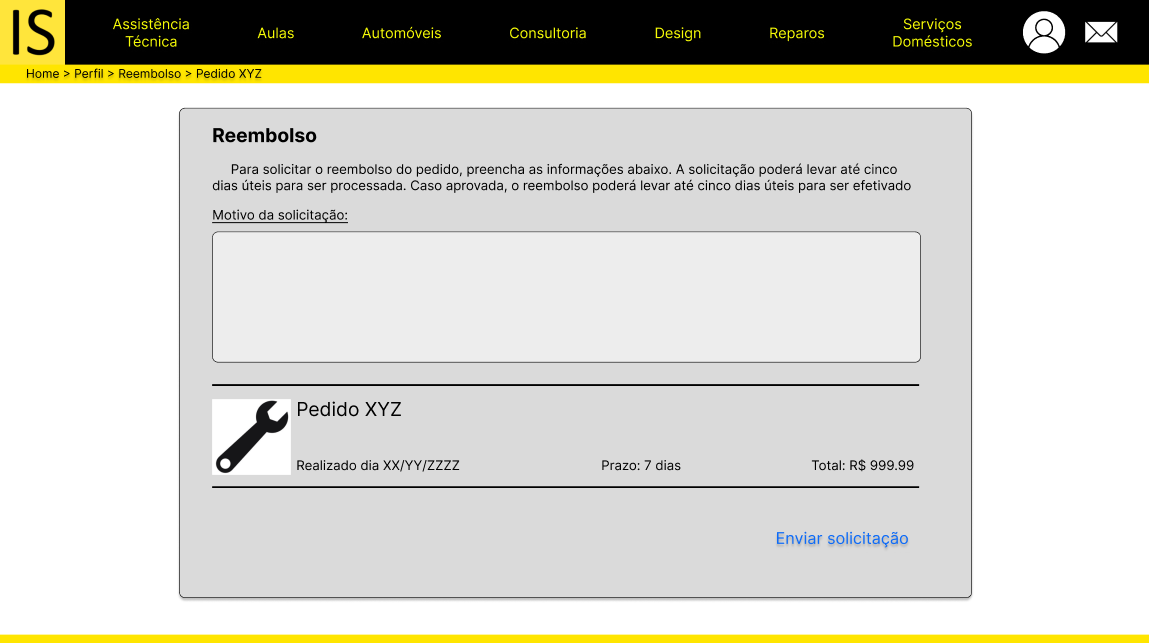 IS
Assistência
Técnica
Aulas
Automóveis
Consultoria
Design
Reparos
Serviços
Domésticos
Home > Perfil > Reembolso > Pedido XYZ
Reembolso
Para solicitar o reembolso do pedido, preencha as informações abaixo. A solicitação poderá levar até cinco
dias úteis para ser processada. Caso aprovada, o reembolso poderá levar até cinco dias úteis para ser efetivado
Motivo da solicitação:
Pedido XYZ
Realizado dia XX/YY/ZZZZ
Prazo: 7 dias
Total: R$ 999.99
Enviar solicitação